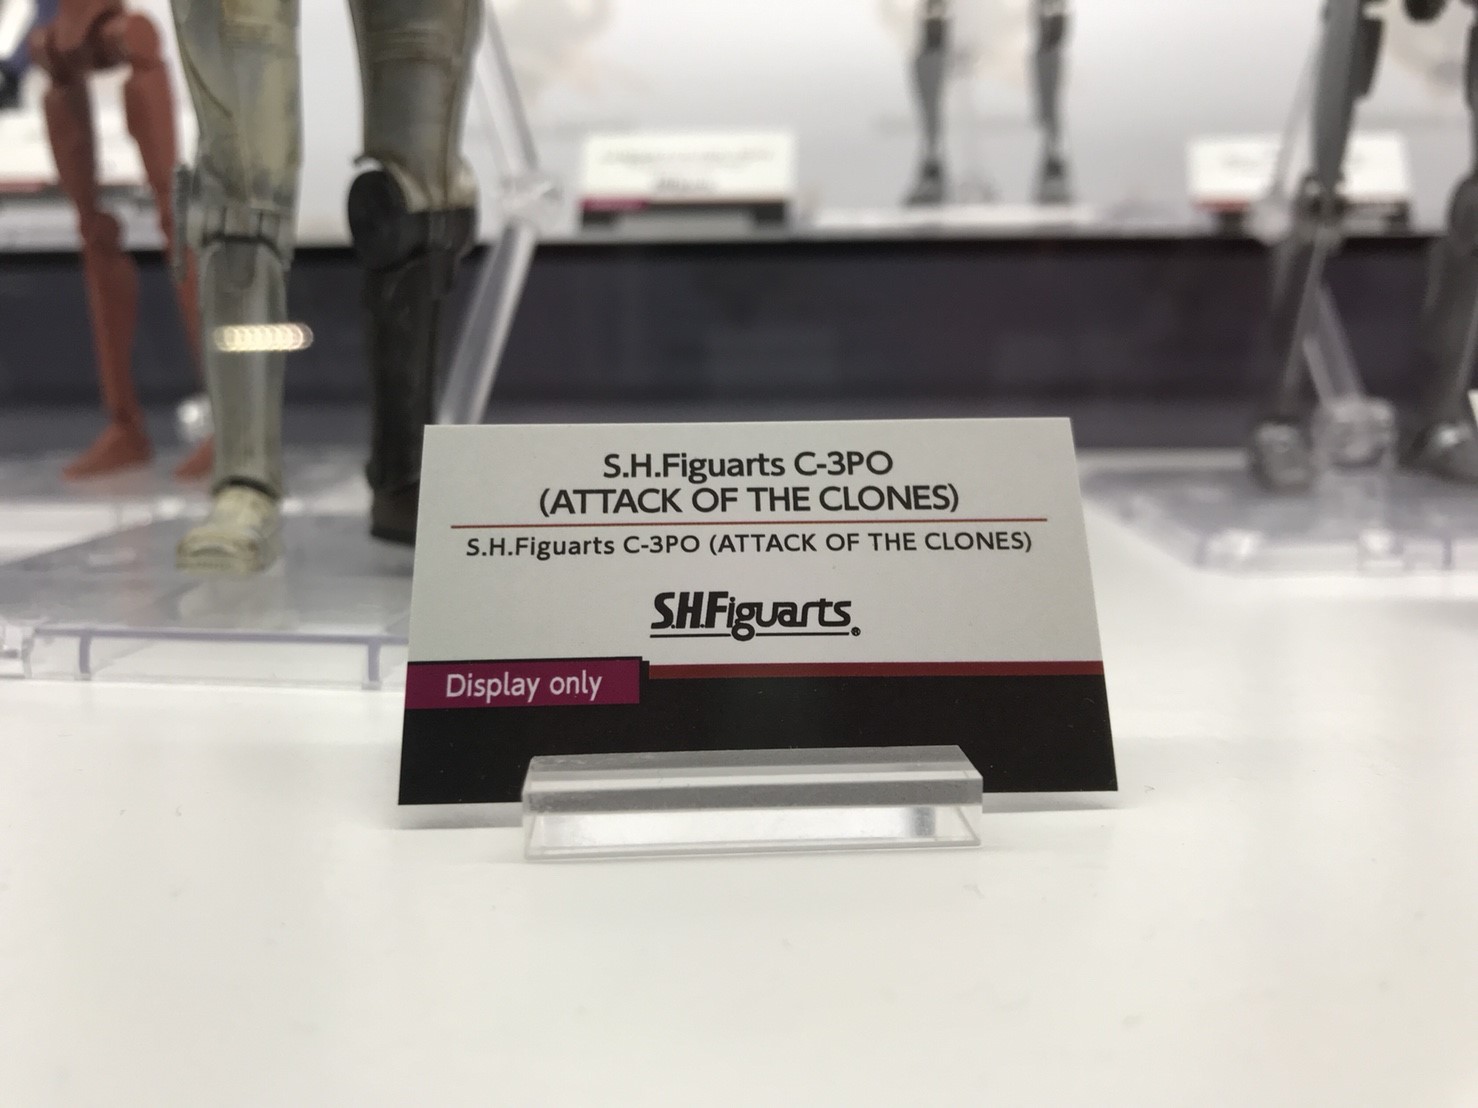 S.H.Figuarts C-3PO
(ATTACK OF THE CLONES)
S.H.Figuarts C-3PO (ATTACK OF THE CLONES)
S.H.Figuarts®
Display only